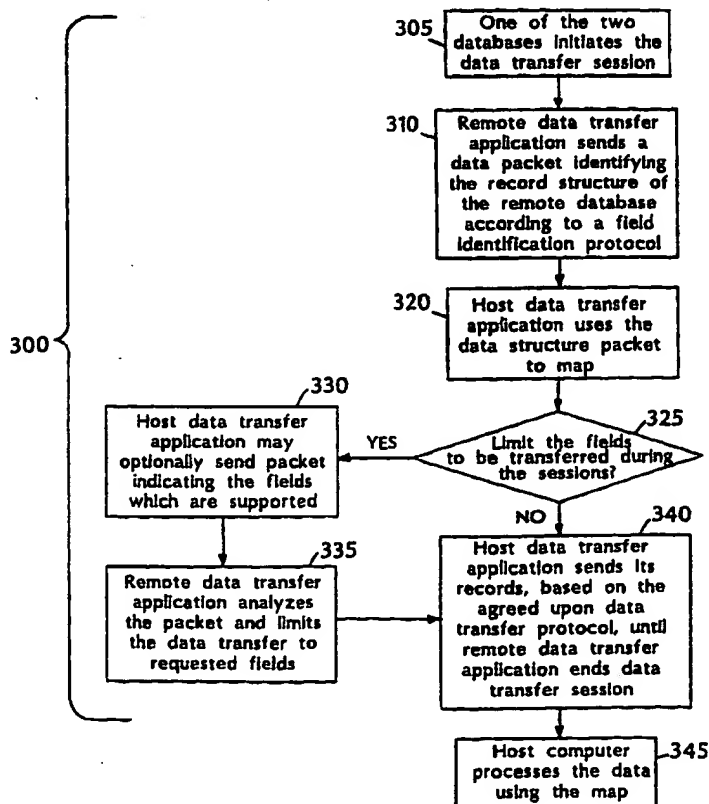 305
One of the two
databases initiates the
data transfer session
310
Remote data transfer
application sends a
data packet identifying
the record structure of
the remote database
according to a field
identification protocol
320
Host data transfer
application uses the
data structure packet
to map
300
325
Limit the fields
to be transferred during
the sessions?
YES
330
Host data transfer
application may
optionally send packet
indicating the fields
which are supported
335
Remote data transfer
application analyzes
the packet and limits
the data transfer to
requested fields
NO
340
Host data transfer
application sends its
records, based on the
agreed upon data
transfer protocol, until
remote data transfer
application ends data
transfer session
345
Host computer
processes the data
using the map